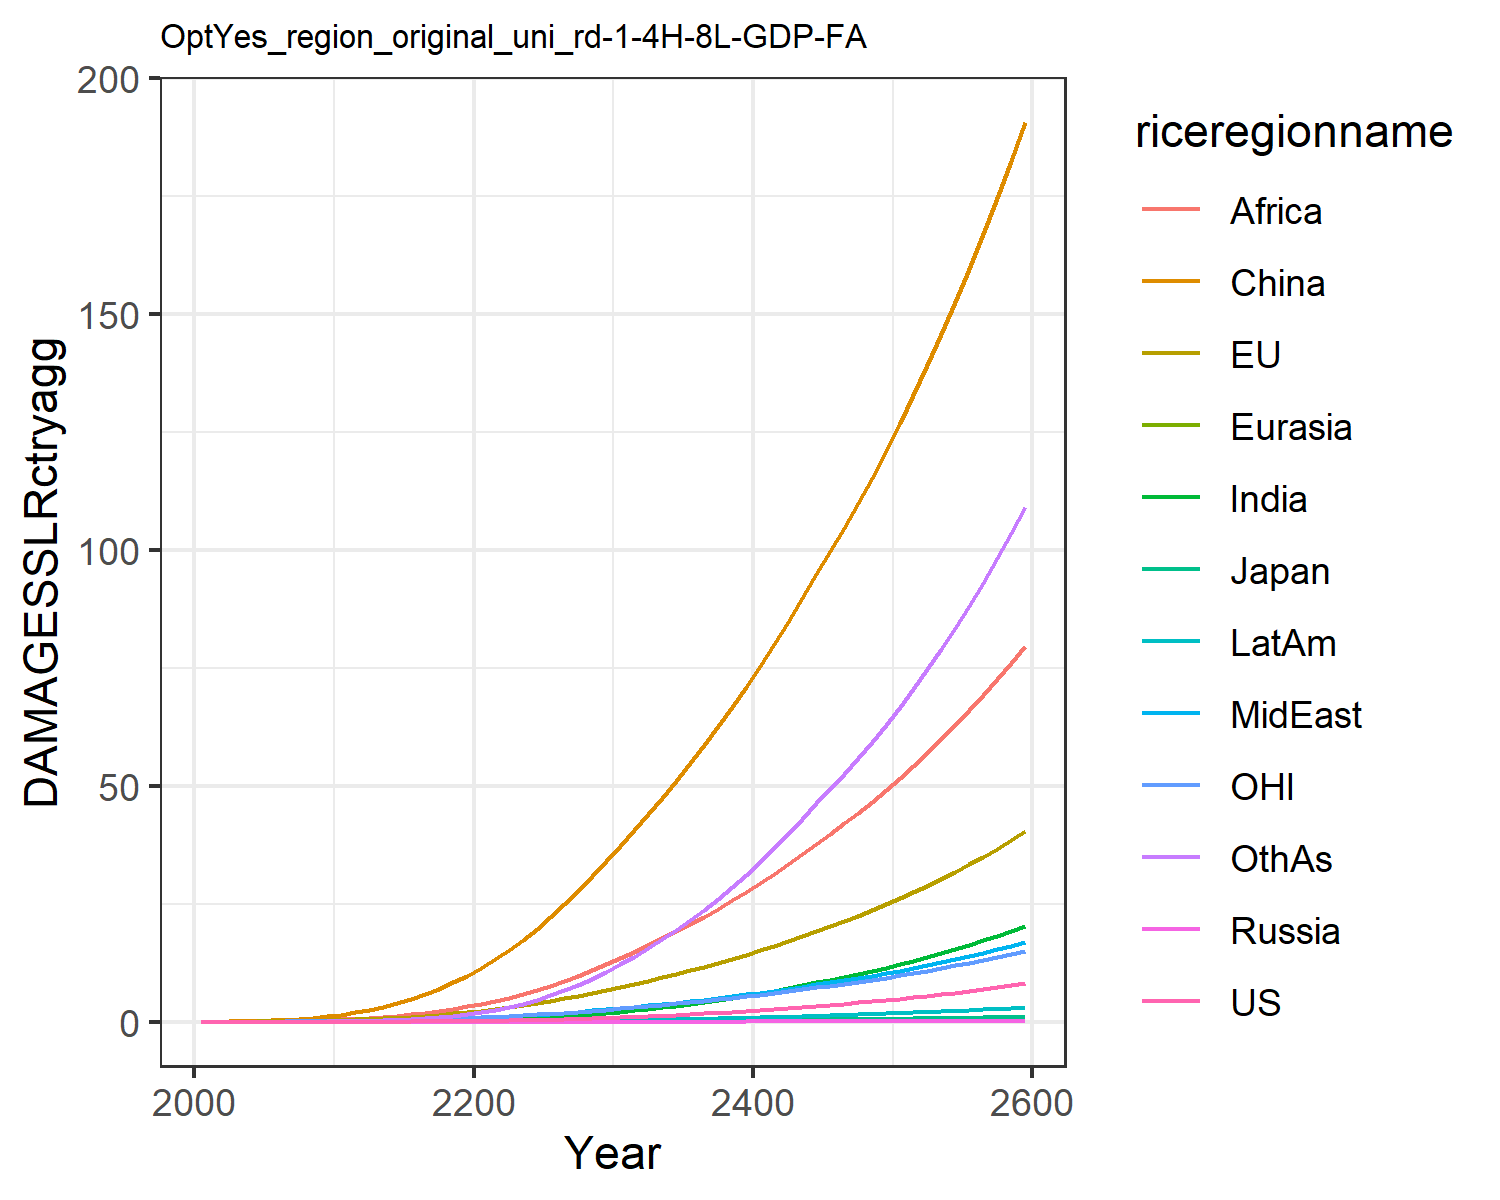 OptYes_region_original_uni_rd-1-4H-8L-GDP-FA
200
150
100
50
0
DAMAGESSLRctryagg
2000 2200 2400 2600
Year
riceregionname
Africa
China
EU
Eurasia
India
Japan
LatAm
MidEast
OHI
OthAs
Russia
US